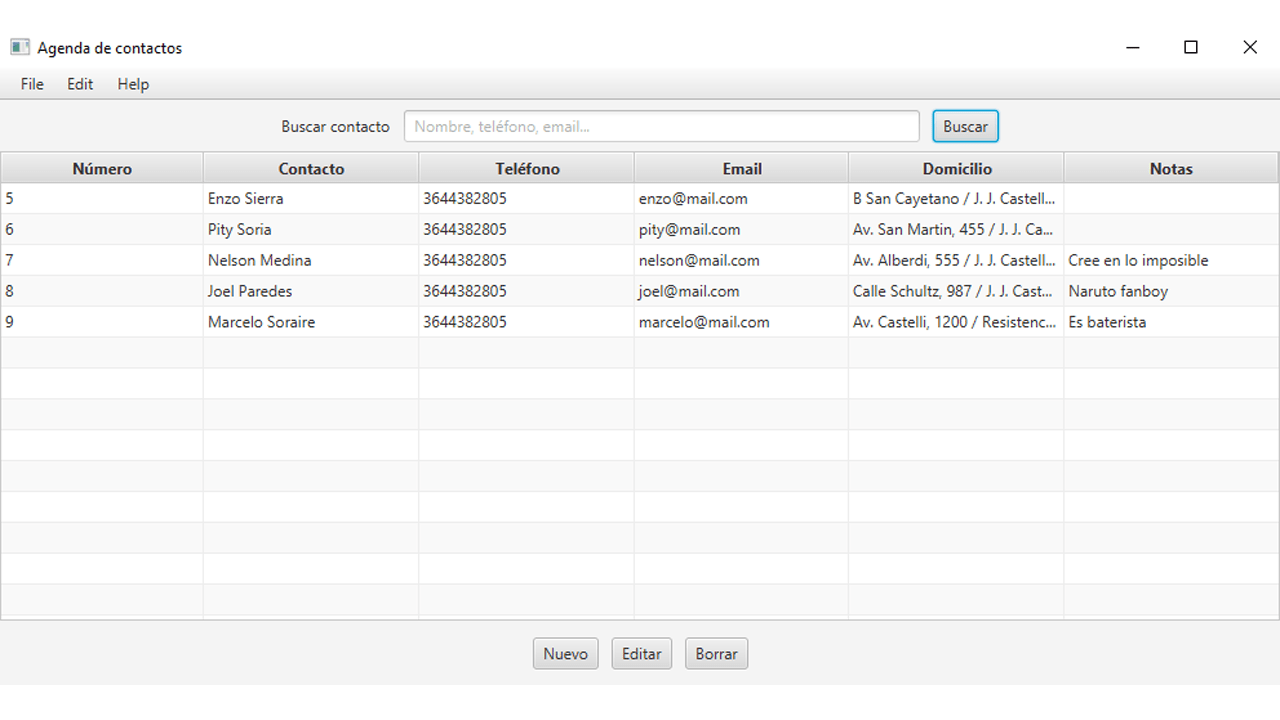 Agenda de contactos
File Edit Help
Buscar contacto Nombre, teléfono, email... Buscar
Número Contacto Teléfono Email Domicilio Notas
5 Enzo Sierra 3644382805 enzo@mail.com B San Cayetano / J. J. Castell...
6 Pity Soria 3644382805 pity@mail.com Av. San Martin, 455 / J. J. Ca...
7 Nelson Medina 3644382805 nelson@mail.com Av. Alberdi, 555 / J. J. Castell... Cree en lo imposible
8 Joel Paredes 3644382805 joel@mail.com Calle Schultz, 987 / J. J. Cast... Naruto fanboy
9 Marcelo Soraire 3644382805 marcelo@mail.com Av. Castelli, 1200 / Resistenc... Es baterista
Nuevo Editar Borrar